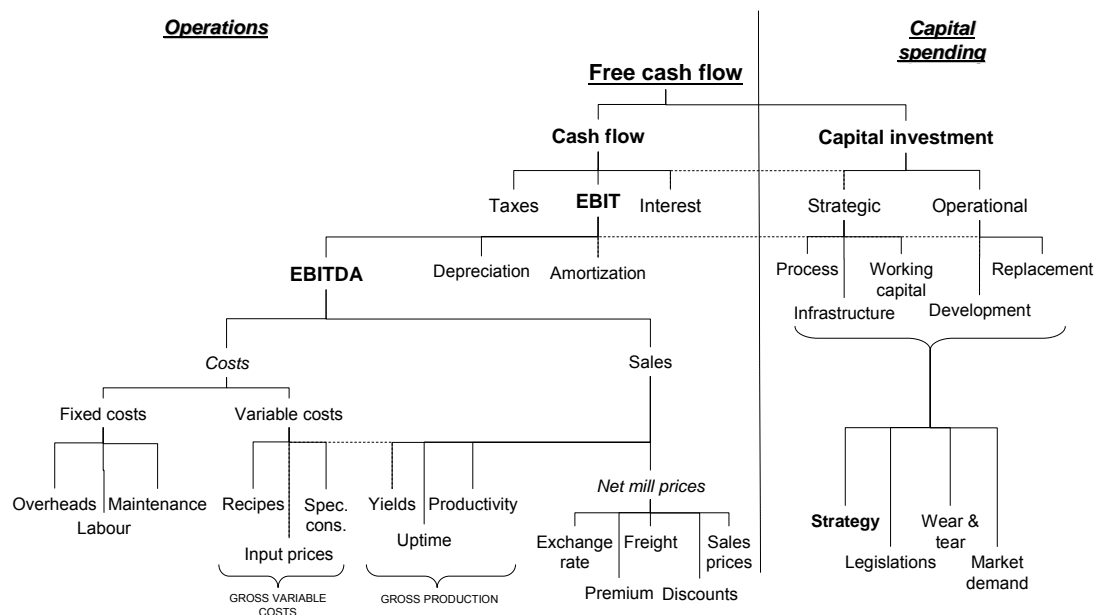 Operations
Capital
spending
Free cash flow
Cash flow
Capital investment
Taxes
EBIT
Interest
Strategic
Operational
EBITDA
Depreciation
Amortization
Process
Working
capital
Replacement
Infrastructure
Development
Costs
Sales
Fixed costs
Variable costs
Overheads
Maintenance
Labour
Recipes
Spec.
cons.
Input prices
GROSS VARIABLE
COSTS
Yields
Productivity
Uptime
GROSS PRODUCTION
Net mill prices
Exchange
rate
Freight
Sales
prices
Premium
Discounts
Strategy
Wear &
tear
Legislations
Market
demand